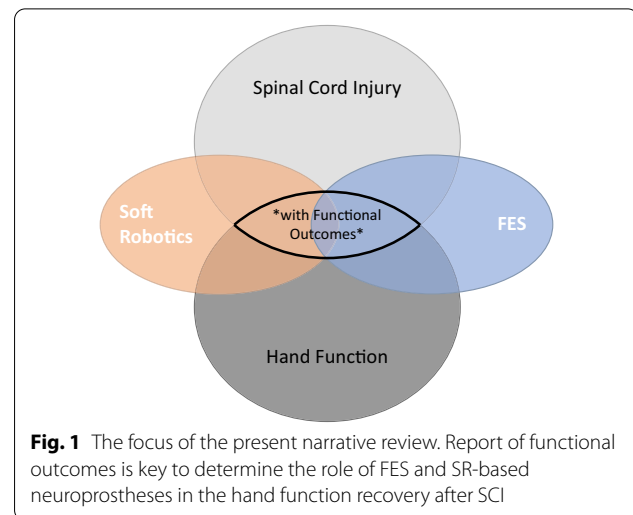 Spinal Cord Injury
Soft
Robotics
*with Functional
Outcomes*
FES
Hand Function
Fig. 1 The focus of the present narrative review. Report of functional
outcomes is key to determine the role of FES and SR-based
neuroprostheses in the hand function recovery after SCI